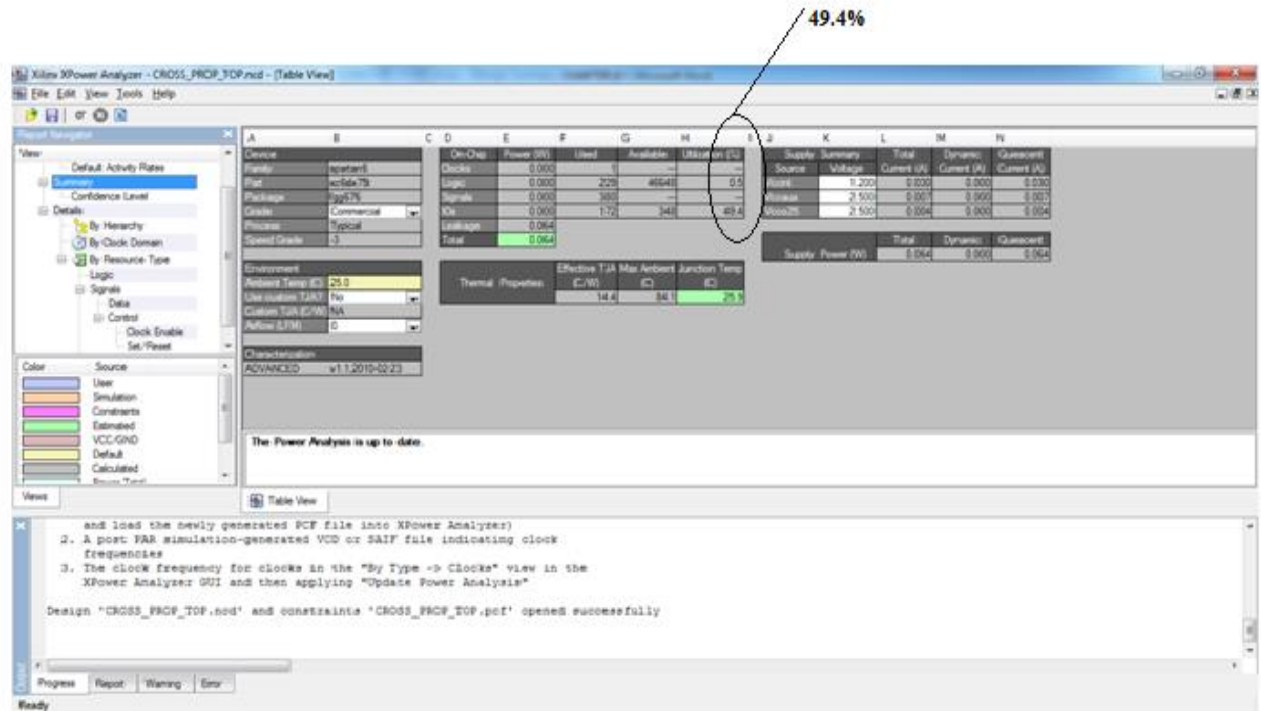 49.4%
Xilinx XPower Analyzer - CROSS_PROP_TOP.ncd - [Table View]
File Edit View Tools Help
Report Navigator
View
Default Activity Rates
Summary
Confidence Level
Details
By Hierarchy
By Clock Domain
By Resource Type
Logic
Signals
Data
Control
Clock Enable
Set/Reset
Color Source
User
Simulation
Constraints
Estimated
VCC/GND
Default
Calculated
Views
A B C D E F G H I J K L M N
Device
Family spartan6
Part
Package fgg676
Grade Commercial
Process Typical
Speed Grade -3
Environment
Ambient Temp (C) 25.0
Use custom TJA? No
Custom TJA (C/W) NA
Airflow (LFM) 0
Characterization
ADVANCED v1.1,2010-02-23
On-Chip Power (W) Used Available Utilization (%)
Clocks 0.000 1 --- ---
Logic 0.000 229 46648 0.5
Signals 0.000 380 --- ---
IOs 0.000 172 348 49.4
Leakage 0.064
Total 0.064
Thermal Properties Effective TJA (C/W) Max Ambient (C) Junction Temp (C)
14.4 84.1 25.9
Supply Summary Total Dynamic Quiescent
Source Voltage Current (A) Current (A) Current (A)
Vccint 1.200 0.030 0.000 0.030
Vccaux 2.500 0.007 0.000 0.007
Vcco25 2.500 0.004 0.000 0.004
Total Dynamic Quiescent
Supply Power (W) 0.064 0.000 0.064
The Power Analysis is up to date.
Table View
and load the newly generated PCF file into XPower Analyzer)
2. A post PAR simulation-generated VCD or SAIF file indicating clock
frequencies
3. The clock frequency for clocks in the "By Type -> Clocks" view in the
XPower Analyzer GUI and then applying "Update Power Analysis"
Design 'CROSS_PROP_TOP.ncd' and constraints 'CROSS_PROP_TOP.pcf' opened successfully
Output
Progress Report Warning Error
Ready